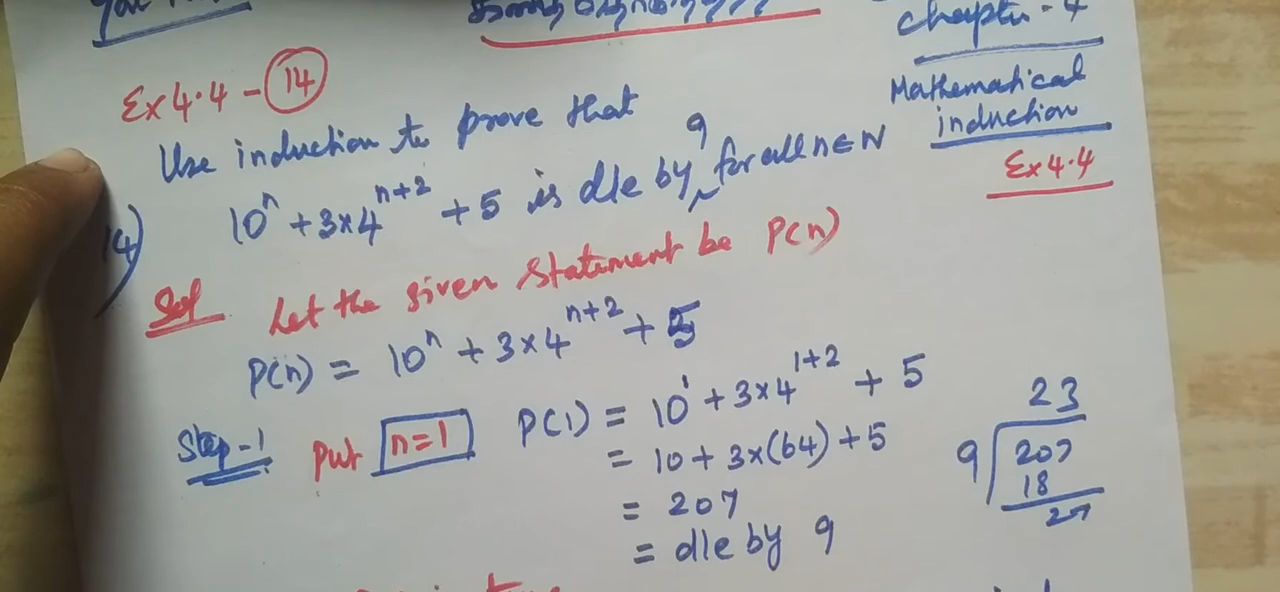 chapter - 4
Mathematical
induction
Ex 4.4
Ex 4.4 - 14
Use induction to prove that
14) 10^n + 3×4^(n+2) + 5 is dle by 9 for all n∈N
Sol Let the given statement be P(n)
P(n) = 10^n + 3×4^(n+2) + 5
Step-1 Put n=1 P(1) = 10^1 + 3×4^(1+2) + 5
= 10 + 3×(64) + 5
= 207
= dle by 9
23
9 207
18
27